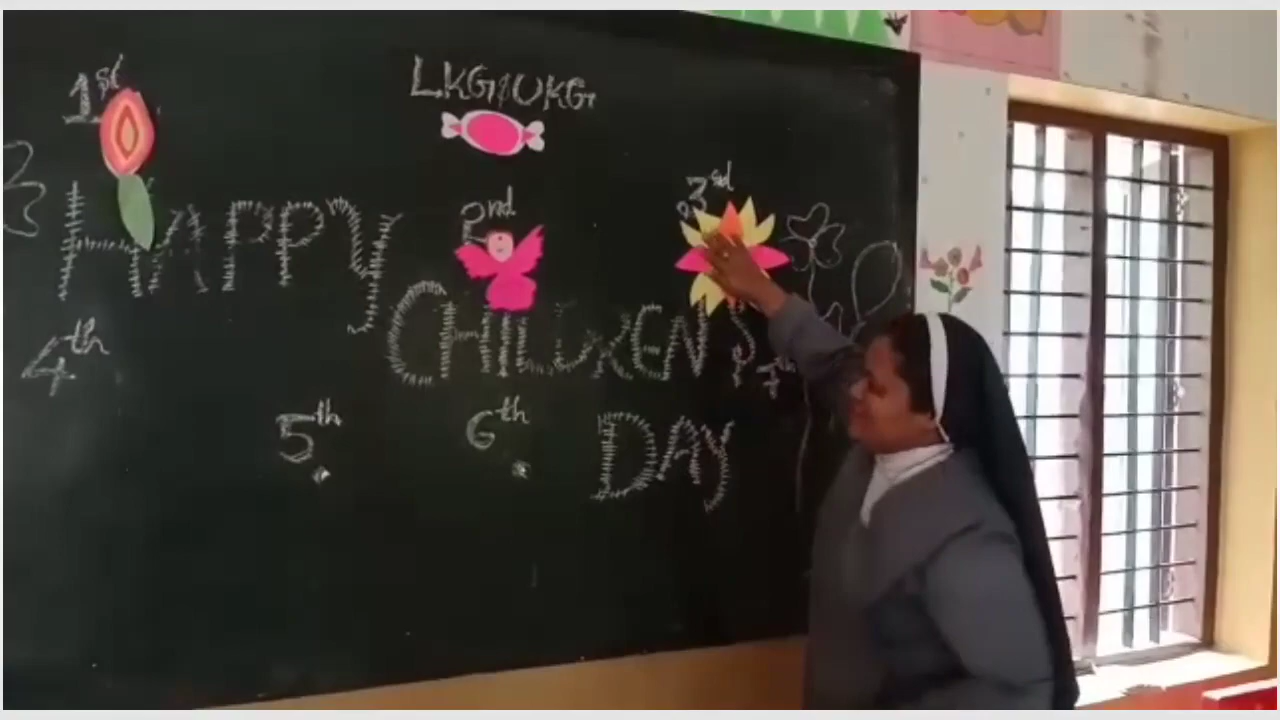 1st
LKG & UKG
2nd
3rd
HAPPY
4th
CHILDREN'S
7th
5th
6th
DAY